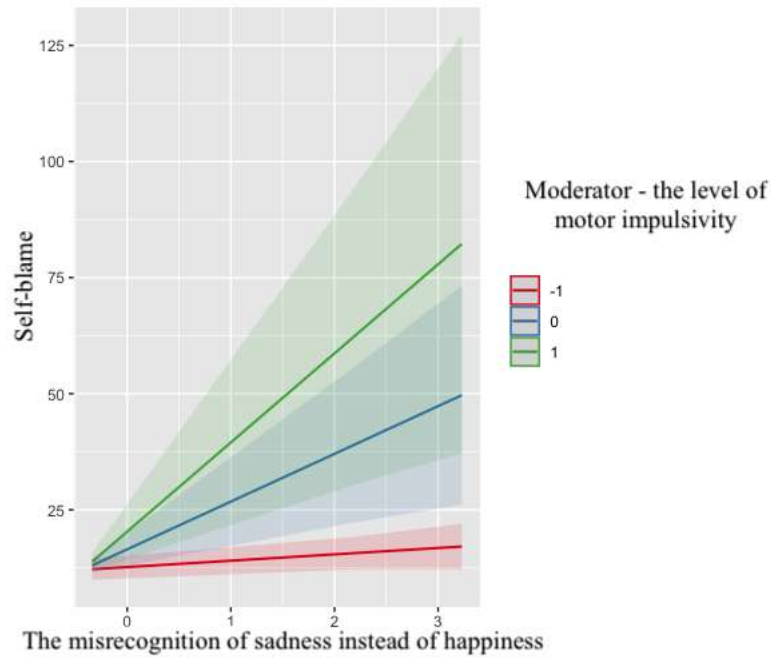 125
100
75
50
25
Self-blame
0 1 2 3
The misrecognition of sadness instead of happiness
Moderator - the level of
motor impulsivity
-1
0
1